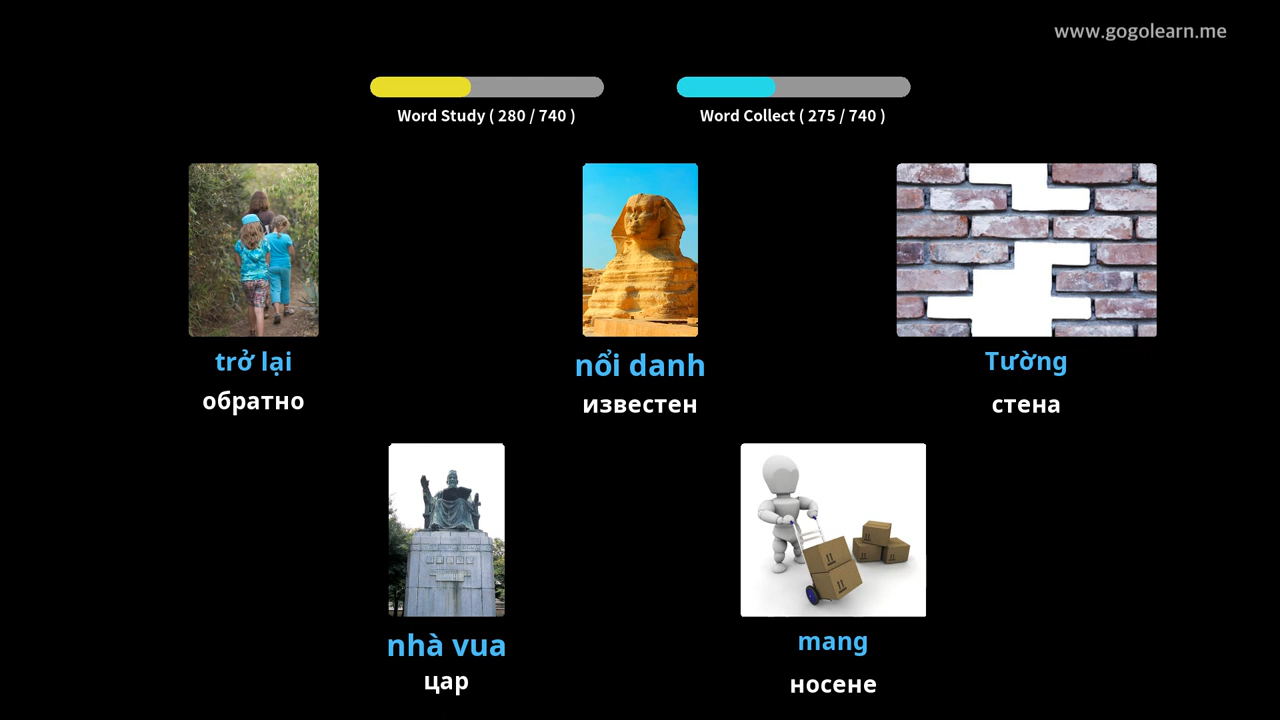 www.gogolearn.me
Word Study ( 280 / 740 )
Word Collect ( 275 / 740 )
trở lại
обратно
nổi danh
известен
Tường
стена
nhà vua
цар
mang
носене